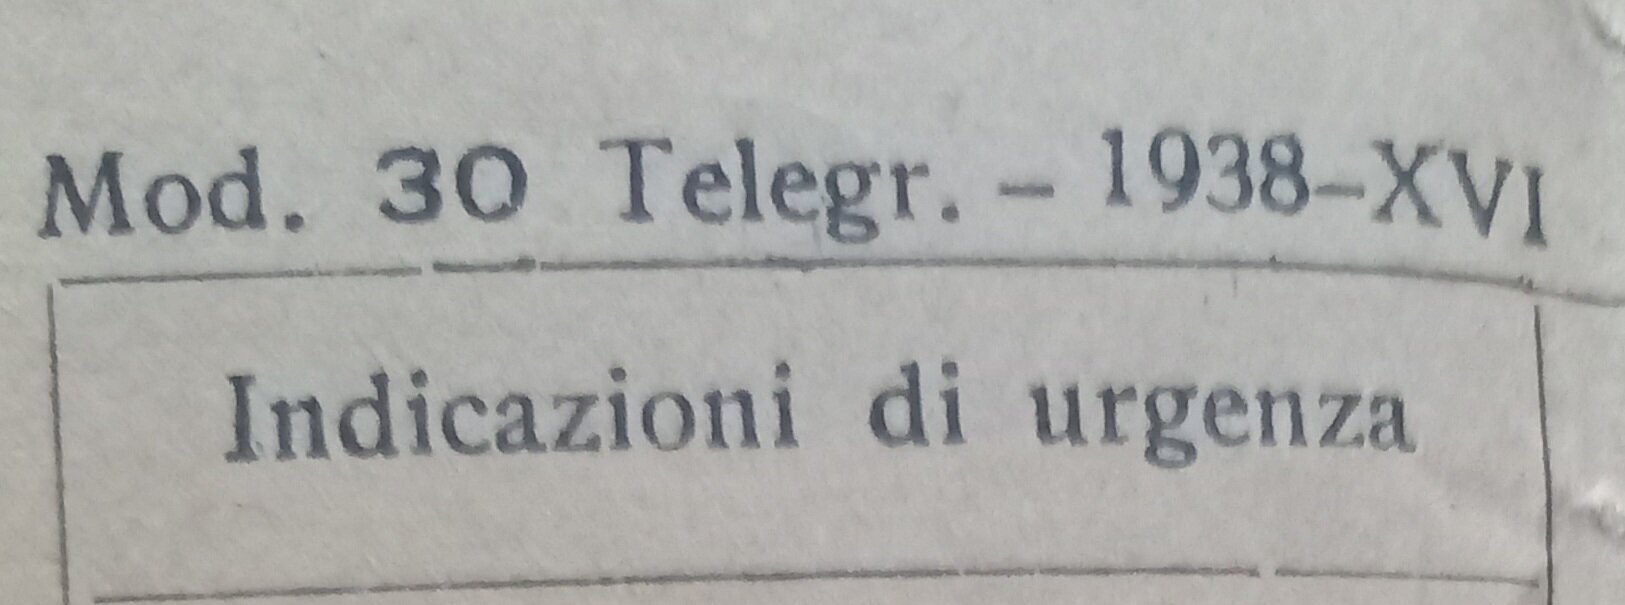 Mod. 30 Telegr. – 1938–XVI
Indicazioni di urgenza